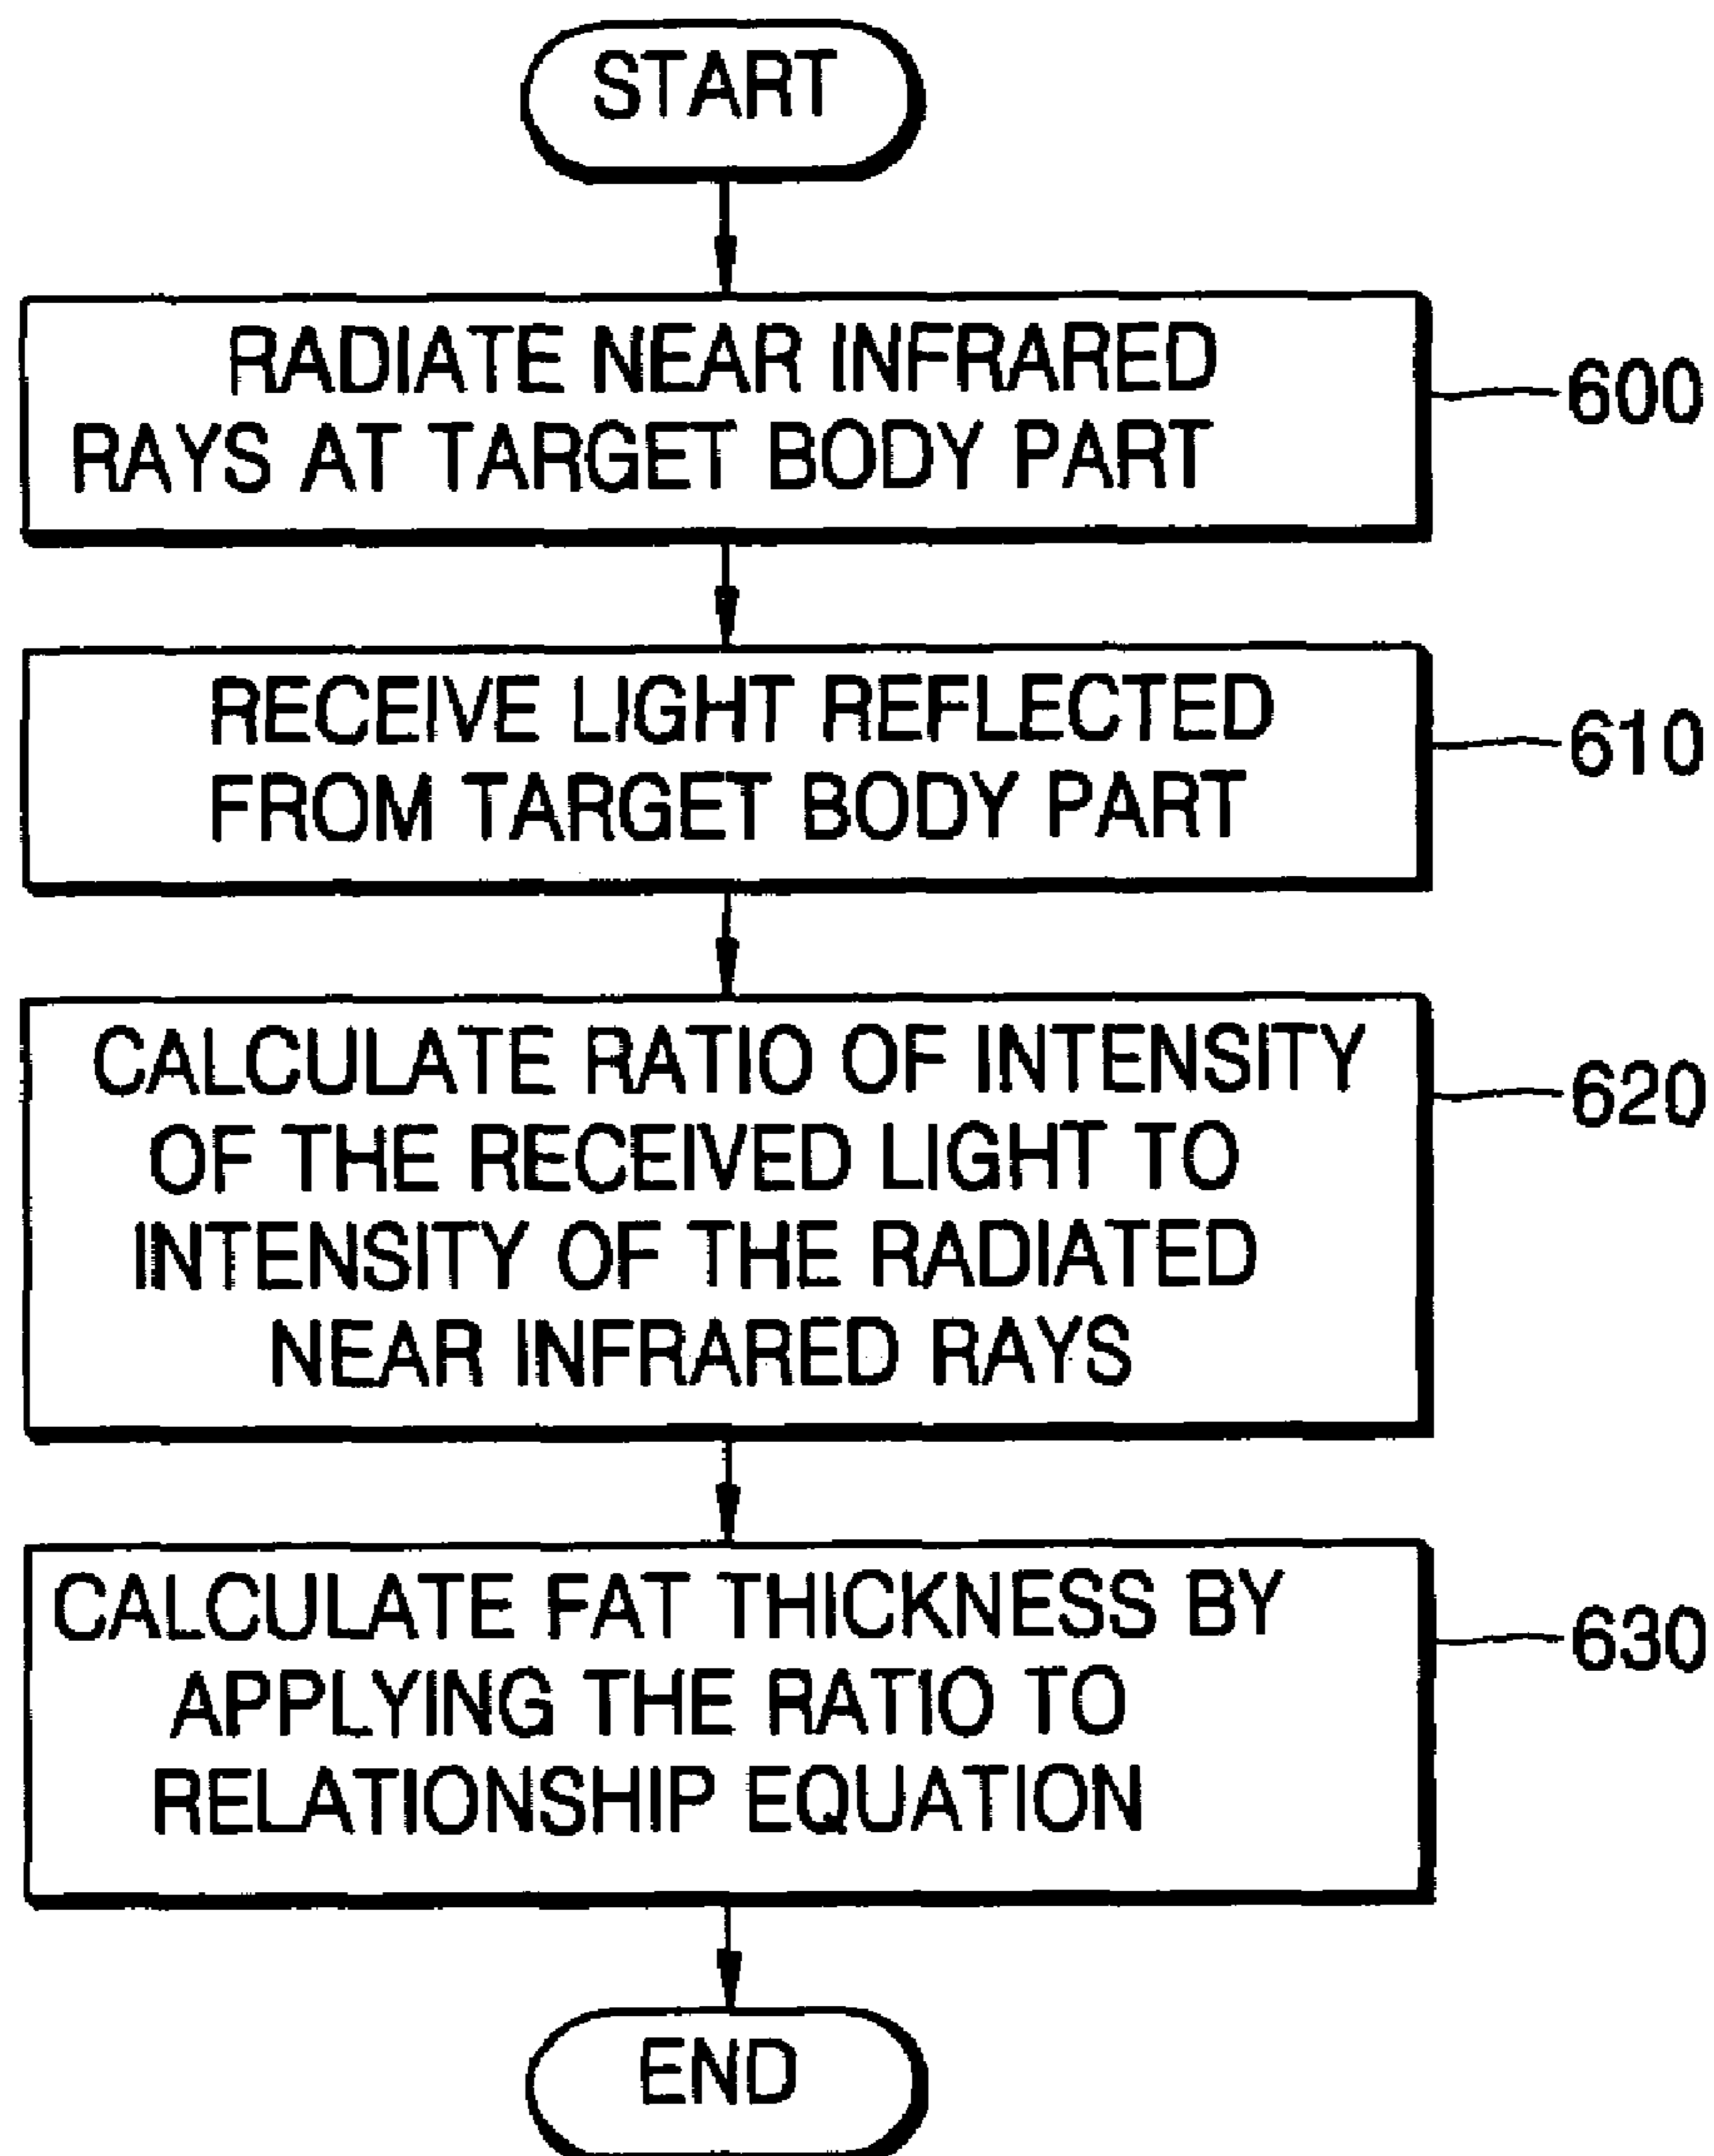 START
RADIATE NEAR INFRARED
RAYS AT TARGET BODY PART
600
RECEIVE LIGHT REFLECTED
FROM TARGET BODY PART
610
CALCULATE RATIO OF INTENSITY
OF THE RECEIVED LIGHT TO
INTENSITY OF THE RADIATED
NEAR INFRARED RAYS
620
CALCULATE FAT THICKNESS BY
APPLYING THE RATIO TO
RELATIONSHIP EQUATION
630
END